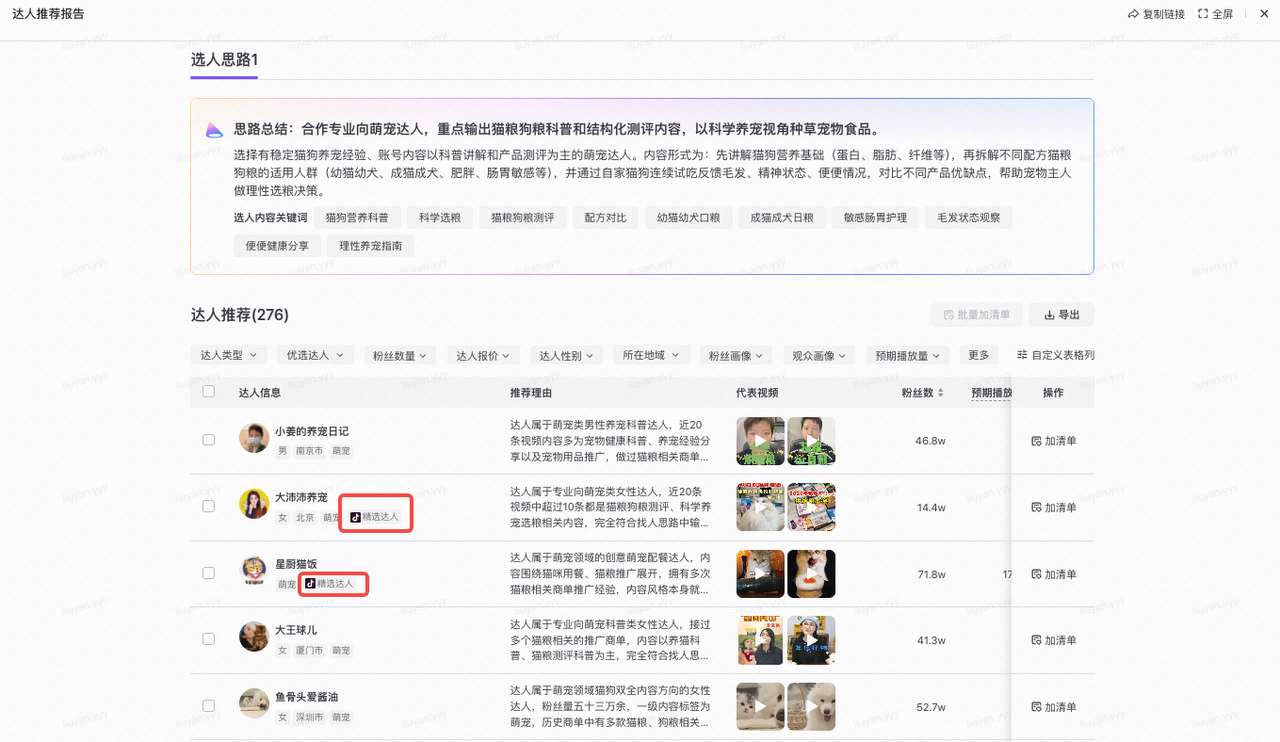 达人推荐报告
复制链接 全屏
选人思路1
思路总结：合作专业向萌宠达人，重点输出猫粮狗粮科普和结构化测评内容，以科学养宠视角种草宠物食品。
选择有稳定猫狗养宠经验、账号内容以科普讲解和产品测评为主的萌宠达人。内容形式为：先讲解猫狗营养基础（蛋白、脂肪、纤维等），再拆解不同配方猫粮
狗粮的适用人群（幼猫幼犬、成猫成犬、肥胖、肠胃敏感等），并通过自家猫狗连续试吃反馈毛发、精神状态、便便情况，对比不同产品优缺点，帮助宠物主人
做理性选粮决策。
选人内容关键词 猫狗营养科普 科学选粮 猫粮狗粮测评 配方对比 幼猫幼犬口粮 成猫成犬日粮 敏感肠胃护理 毛发状态观察
便便健康分享 理性养宠指南
达人推荐(276)
批量加清单 导出
达人类型 优选达人 粉丝数量 达人报价 达人性别 所在地域 粉丝画像 观众画像 预期播放量 更多 自定义表格列
达人信息 推荐理由 代表视频 粉丝数 预期播放 操作
小姜的养宠日记
男 南京市 萌宠
达人属于萌宠类男性养宠科普达人，近20
条视频内容多为宠物健康科普、养宠经验分
享以及宠物用品推广，做过猫粮相关商单...
46.8w
加清单
大沛沛养宠
女 北京 萌宠 精选达人
达人属于专业向萌宠类女性达人，近20条
视频中超过10条都是猫粮狗粮测评、科学养
宠选粮相关内容，完全符合找人思路中输...
14.4w
加清单
星厨猫饭
萌宠 精选达人
达人属于萌宠领域的创意萌宠配餐达人，内
容围绕猫咪用餐、猫粮推广展开，拥有多次
猫粮相关商单推广经验，内容风格本身就...
71.8w
17
加清单
大王球儿
女 厦门市 萌宠
达人属于专业向萌宠科普类女性达人，接过
多个猫粮相关的推广商单，内容以养猫科
普、猫粮测评科普为主，完全符合找人思...
41.3w
加清单
鱼骨头爱酱油
女 深圳市 萌宠
达人属于萌宠领域猫狗双全内容方向的女性
达人，粉丝量五十三万余，一级内容标签为
萌宠，历史商单中有多款猫粮、狗粮相关...
52.7w
加清单